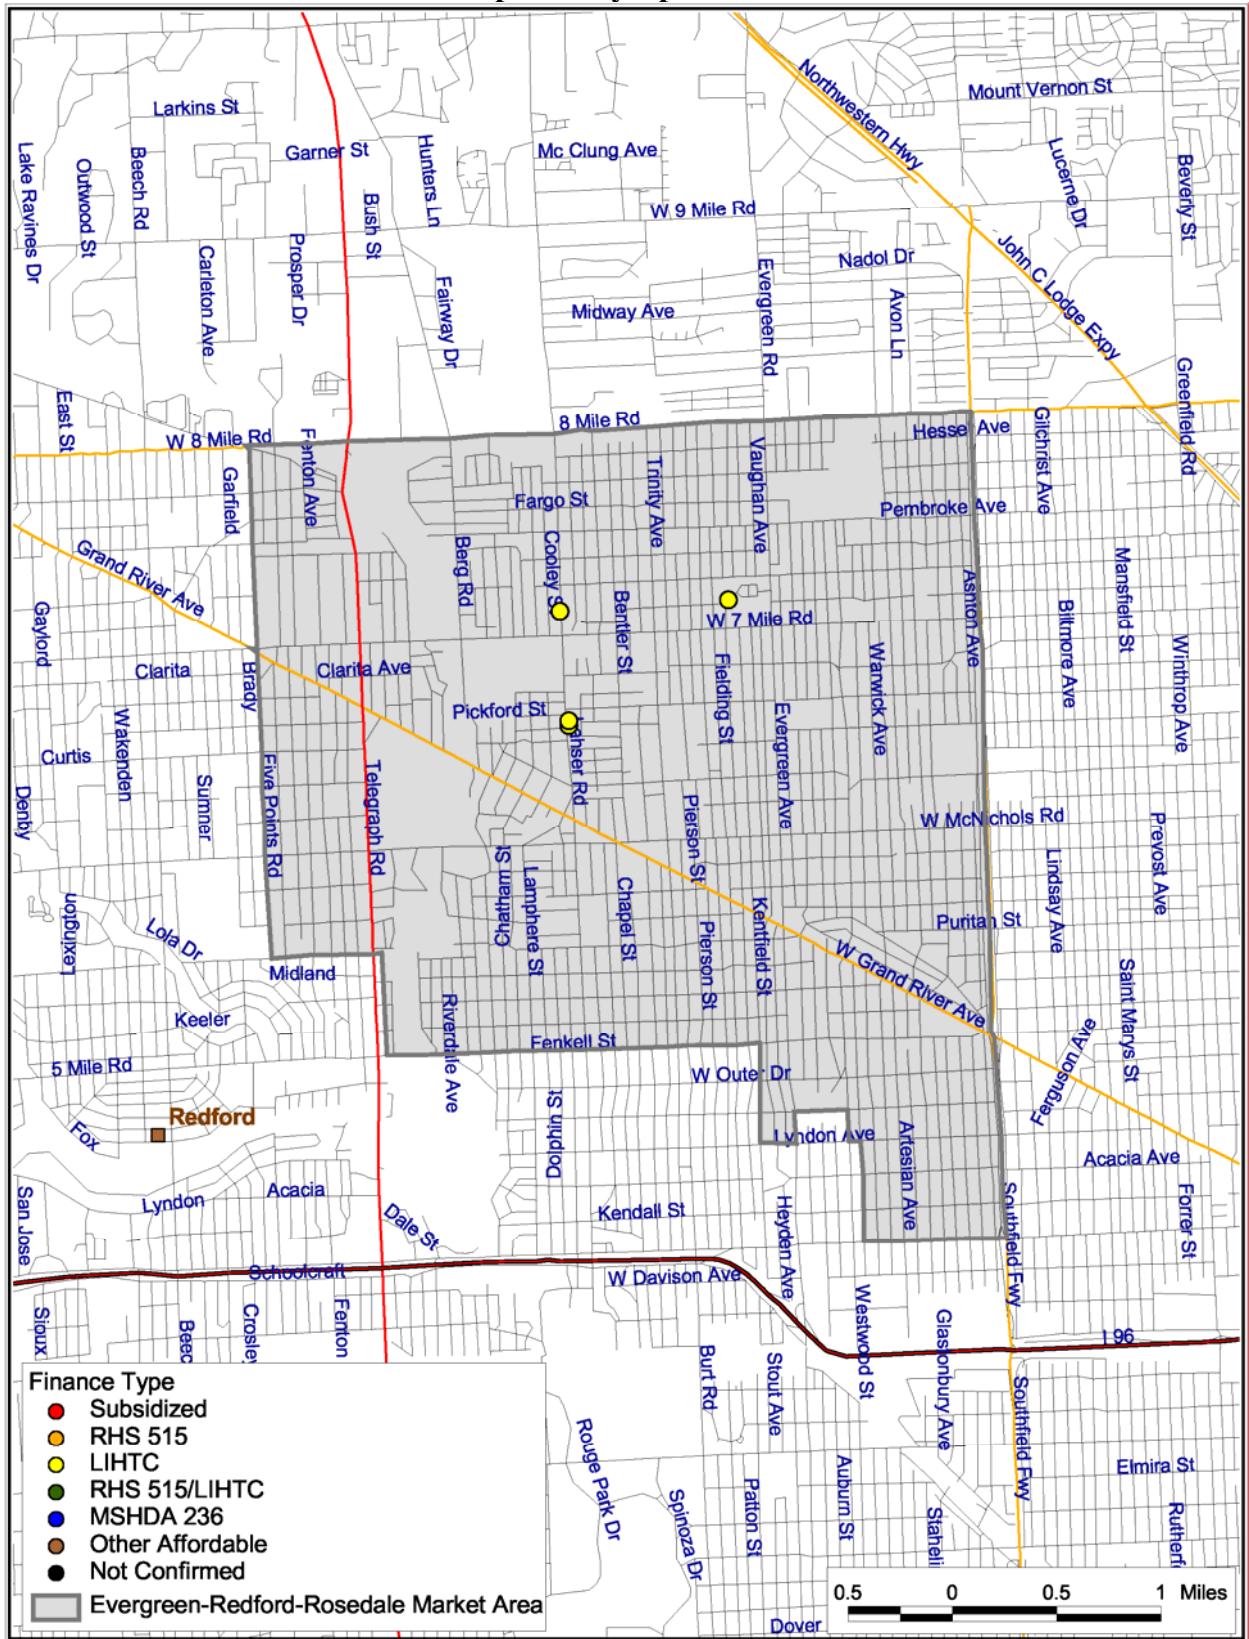 Larkins St
Mount Vernon St
Northwestern Hwy
Garner St
Hunters Ln
Mc Clung Ave
Lake Ravines Dr
Outwood St
Beech Rd
Bush St
Lucerne Dr
Beverly St
W 9 Mile Rd
Carleton Ave
Prosper Dr
Nadol Dr
John C Lodge Expy
Fairway Dr
Evergreen Rd
Midway Ave
Avon Ln
Greenfield Rd
East St
W 8 Mile Rd
8 Mile Rd
Hesse Ave
Gilchrist Ave
Fenton Ave
Garfield
Trinity Ave
Vaughan Ave
Fargo St
Pembroke Ave
Grand River Ave
Berg Rd
Cooley S
Bentler St
W 7 Mile Rd
Ashton Ave
Mansfield St
Biltmore Ave
Gaylord
Clarita
Brady
Clarita Ave
Fielding St
Warwick Ave
Winthrop Ave
Pickford St
Lahser Rd
Evergreen Ave
Wakenden
Curtis
Sumner
Five Points Rd
Telegraph Rd
Denby
Pierson St
W McNichols Rd
Prevost Ave
Lindsay Ave
Chatham St
Lamphere St
Chapel St
Pierson St
Kentfield St
Puritan St
Lexington
Lola Dr
W Grand River Ave
Saint Marys St
Midland
Keeler
Riverdale Ave
Fenkell St
Ferguson Ave
5 Mile Rd
W Outer Dr
Redford
Fox
Dolphin St
Lyndon Ave
Artesian Ave
Acacia Ave
San Jose
Lyndon
Acacia
Dale St
Kendall St
Heyden Ave
Southfield Fwy
Forrer St
Schoolcraft
W Davison Ave
Sioux
Beec
Crosley
Fenton
Westwood St
Glastonbury Ave
I 96
Burt Rd
Stout Ave
Southfield Fwy
Rouge Park Dr
Spinoza Dr
Patton St
Auburn St
Staheli
Elmira St
Rutherf
Dover
Finance Type
Subsidized
RHS 515
LIHTC
RHS 515/LIHTC
MSHDA 236
Other Affordable
Not Confirmed
Evergreen-Redford-Rosedale Market Area
0.5 0 0.5 1 Miles